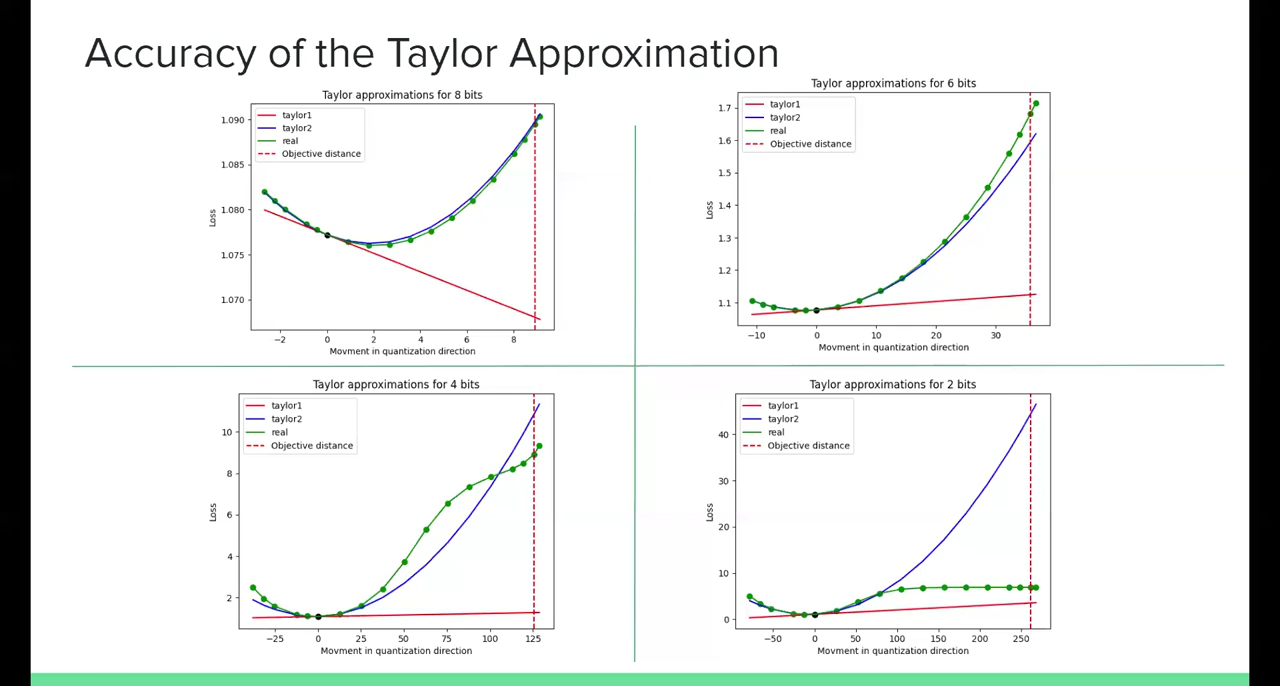 Accuracy of the Taylor Approximation
Taylor approximations for 8 bits
taylor1
taylor2
real
Objective distance
1.090
1.085
1.080
1.075
1.070
Loss
−2 0 2 4 6 8
Movment in quantization direction
Taylor approximations for 6 bits
taylor1
taylor2
real
Objective distance
1.7
1.6
1.5
1.4
1.3
1.2
1.1
Loss
−10 0 10 20 30
Movment in quantization direction
Taylor approximations for 4 bits
taylor1
taylor2
real
Objective distance
10
8
6
4
2
Loss
−25 0 25 50 75 100 125
Movment in quantization direction
Taylor approximations for 2 bits
taylor1
taylor2
real
Objective distance
40
30
20
10
0
Loss
−50 0 50 100 150 200 250
Movment in quantization direction